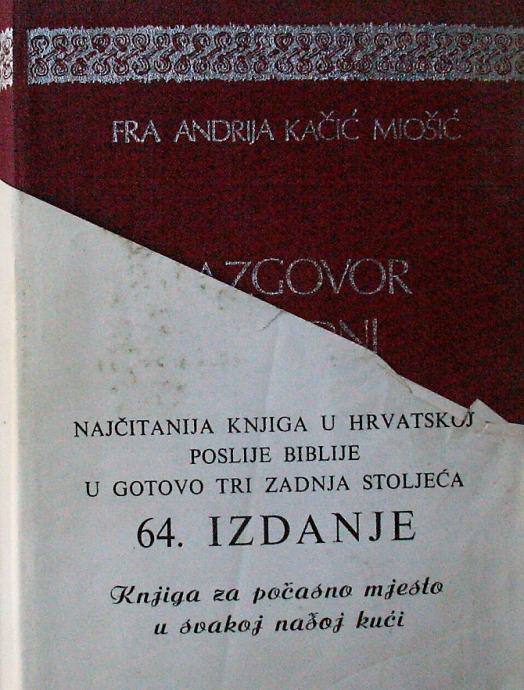 FRA ANDRIJA KAČIĆ MIOŠIĆ
AZGOVOR
NAJČITANIJA KNJIGA U HRVATSKOJ
POSLIJE BIBLIJE
U GOTOVO TRI ZADNJA STOLJEĆA
64. IZDANJE
Knjiga za počasno mjesto
u svakoj našoj kući